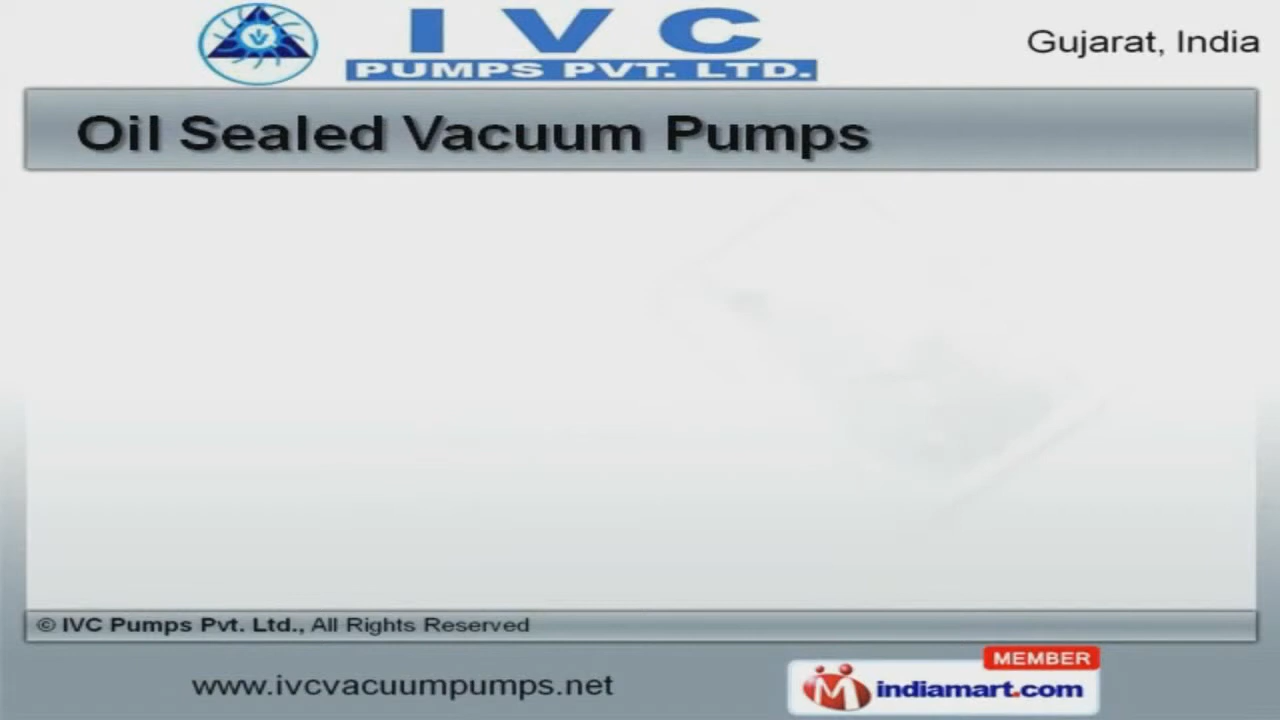 IVC
PUMPS PVT. LTD.
Gujarat, India
Oil Sealed Vacuum Pumps
© IVC Pumps Pvt. Ltd., All Rights Reserved
www.ivcvacuumpumps.net
MEMBER
indiamart.com